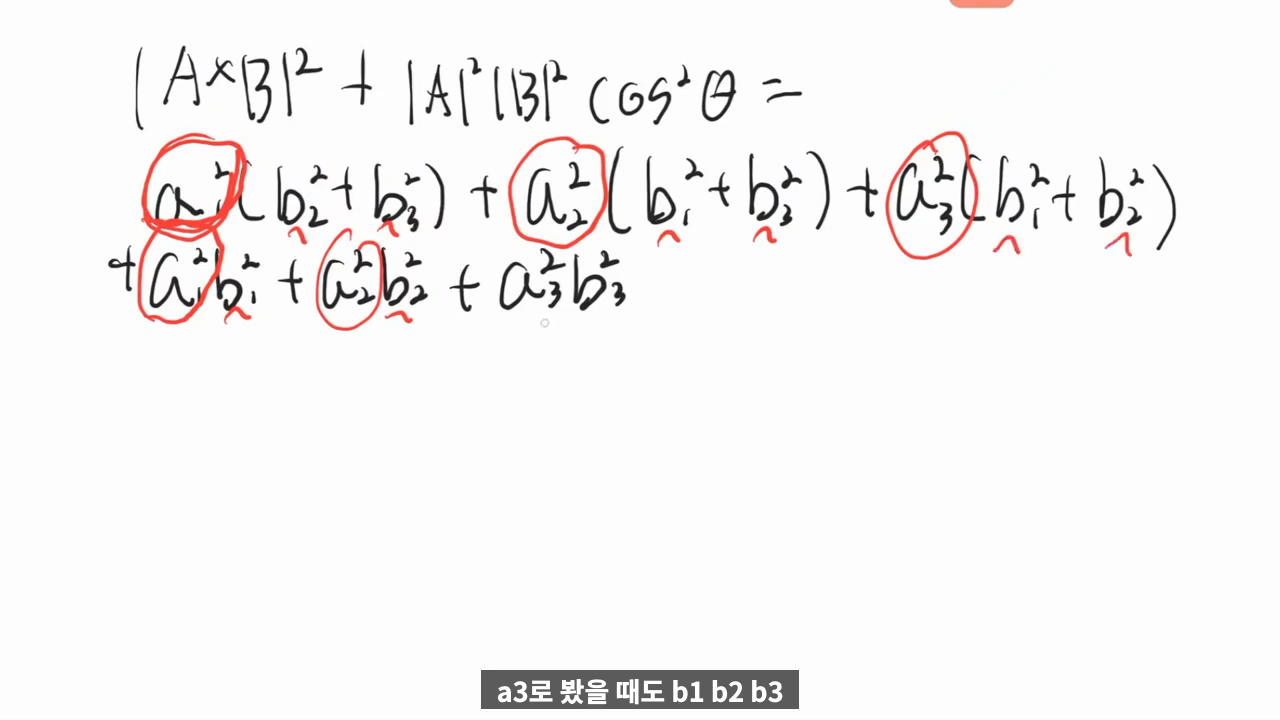 |A×B|² + |A|²|B|² cos²θ =
a₁²(b₂²+b₃²) + a₂²(b₁²+b₃²) + a₃²(b₁²+b₂²)
+a₁²b₁² + a₂²b₂² + a₃²b₃²
a3로 봤을 때도 b1 b2 b3